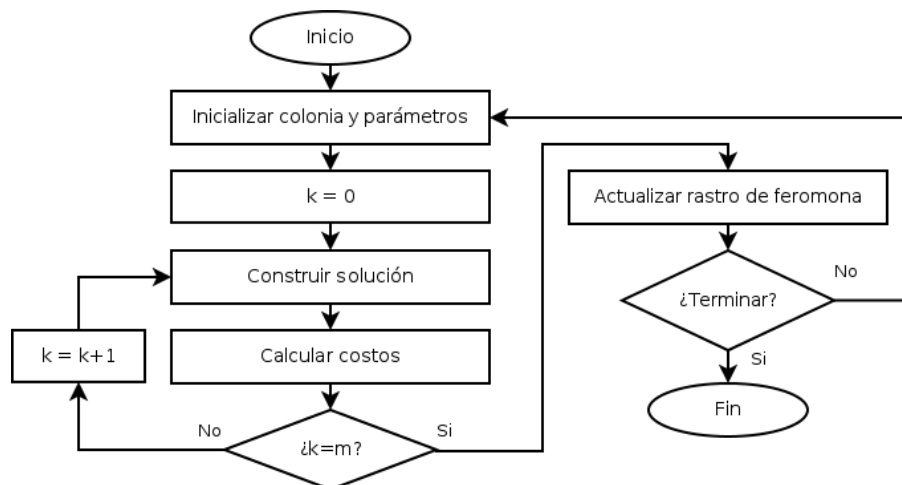 Inicio
Inicializar colonia y parámetros
k = 0
Construir solución
Calcular costos
k = k+1
No
¿k=m?
Si
Actualizar rastro de feromona
¿Terminar?
No
Si
Fin